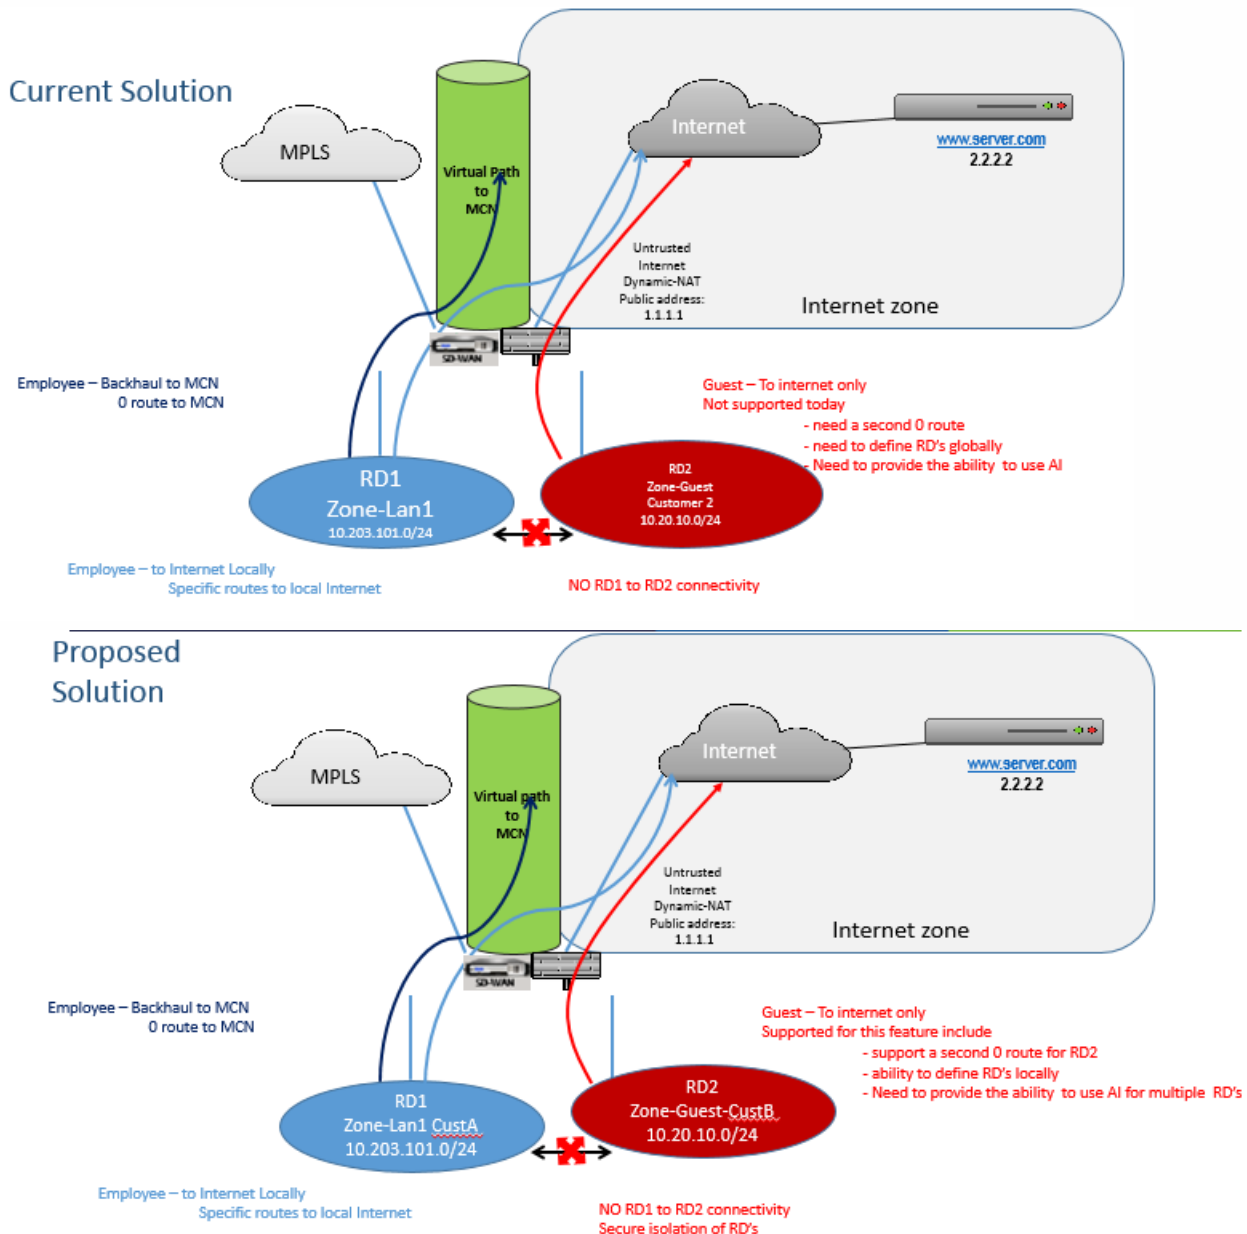 Current Solution
MPLS
Virtual Path
to
MCN
Internet
www.server.com
2.2.2.2
Untrusted
Internet
Dynamic-NAT
Public address:
1.1.1.1
Internet zone
SD-WAN
Employee – Backhaul to MCN
0 route to MCN
Guest – To internet only
Not supported today
- need a second 0 route
- need to define RD's globally
- Need to provide the ability to use AI
RD1
Zone-Lan1
10.203.101.0/24
RD2
Zone-Guest
Customer 2
10.20.10.0/24
Employee – to Internet Locally
Specific routes to local Internet
NO RD1 to RD2 connectivity
Proposed
Solution
MPLS
Virtual path
to
MCN
Internet
www.server.com
2.2.2.2
Untrusted
Internet
Dynamic-NAT
Public address:
1.1.1.1
Internet zone
SD-WAN
Employee – Backhaul to MCN
0 route to MCN
Guest – To internet only
Supported for this feature include
- support a second 0 route for RD2
- ability to define RD's locally
- Need to provide the ability to use AI for multiple RD's
RD1
Zone-Lan1 CustA
10.203.101.0/24
RD2
Zone-Guest-CustB
10.20.10.0/24
Employee – to Internet Locally
Specific routes to local Internet
NO RD1 to RD2 connectivity
Secure isolation of RD's